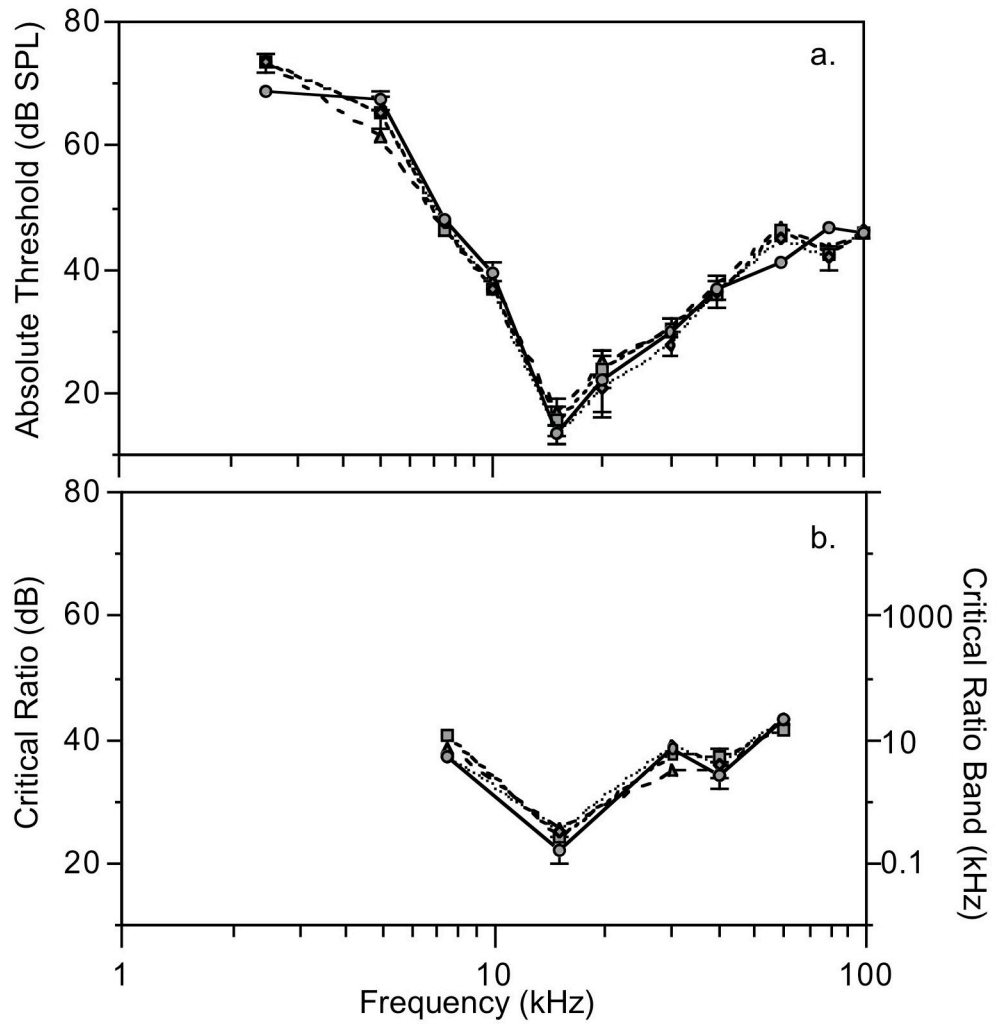 a.
Absolute Threshold (dB SPL)
80
60
40
20
b.
Critical Ratio (dB)
80
60
40
20
Critical Ratio Band (kHz)
1000
10
0.1
1
10
100
Frequency (kHz)